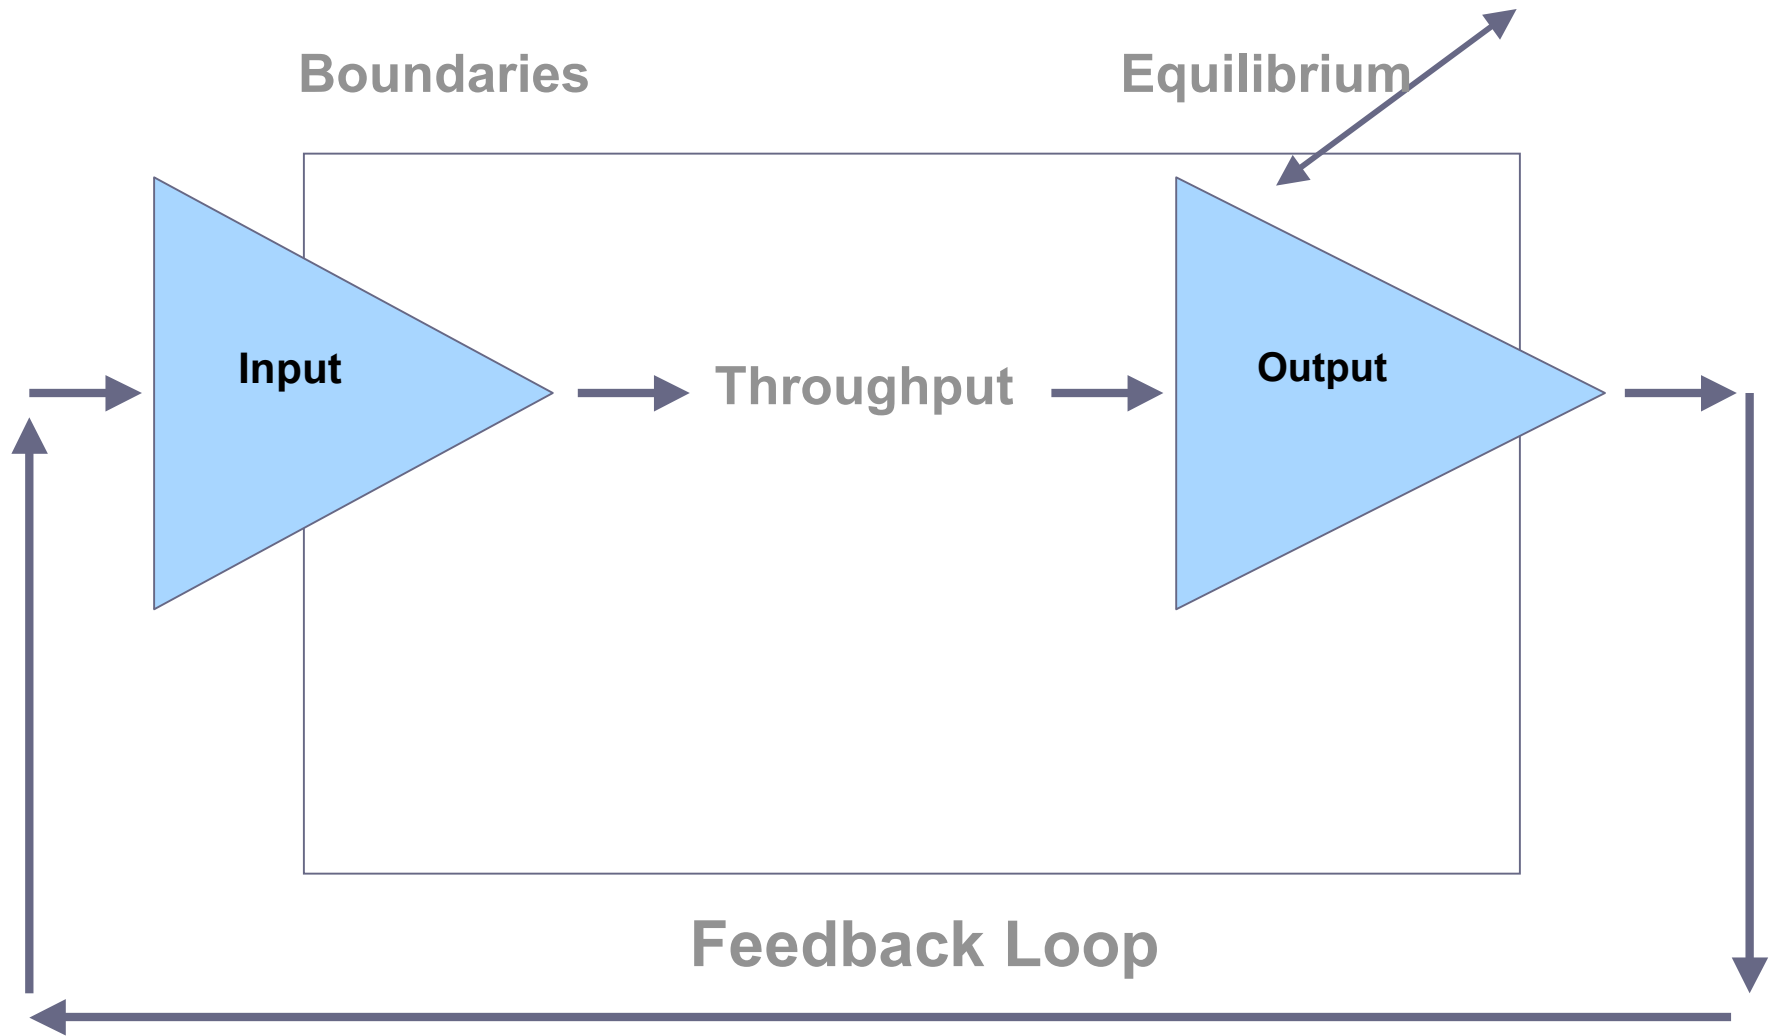 Boundaries
Equilibrium
Input
Throughput
Output
Feedback Loop